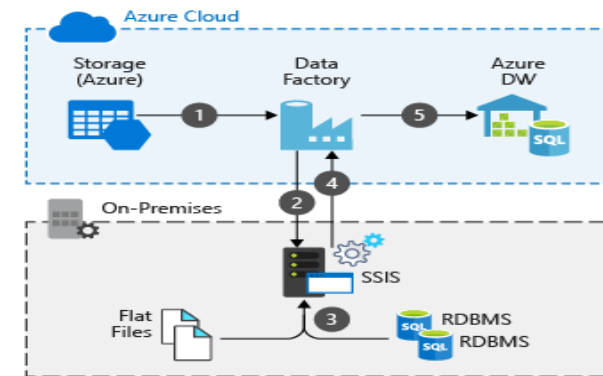 Azure Cloud
Storage
(Azure)
Data
Factory
Azure
DW
1
5
SQL
4
2
On-Premises
SSIS
Flat
Files
3
SQL
RDBMS
SQL
RDBMS